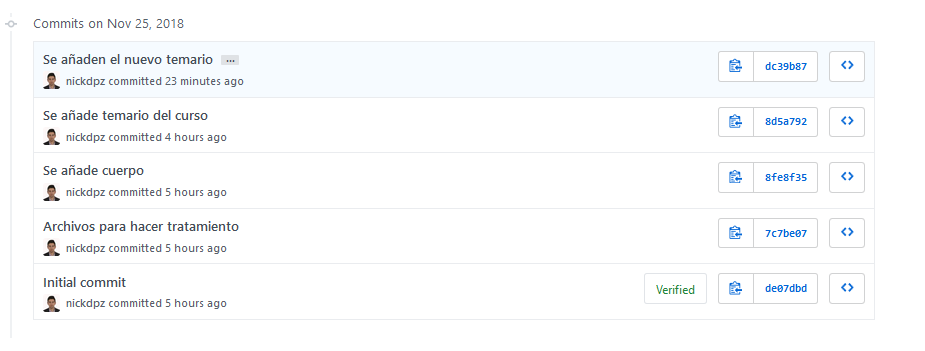 Commits on Nov 25, 2018
Se añaden el nuevo temario ...
nickdpz committed 23 minutes ago
dc39b87
Se añade temario del curso
nickdpz committed 4 hours ago
8d5a792
Se añade cuerpo
nickdpz committed 5 hours ago
8fe8f35
Archivos para hacer tratamiento
nickdpz committed 5 hours ago
7c7be07
Initial commit
nickdpz committed 5 hours ago
Verified
de07dbd